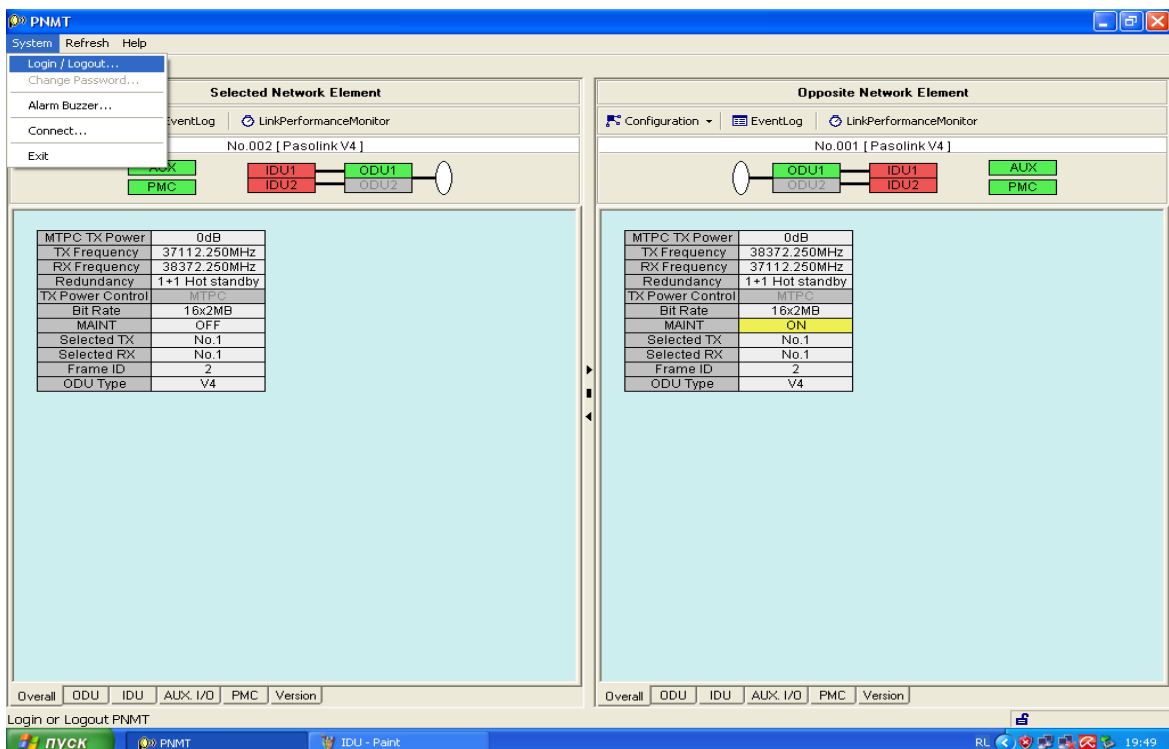 PNMT
System Refresh Help
Login / Logout...
Change Password...
Alarm Buzzer...
Connect...
Exit
Selected Network Element
EventLog LinkPerformanceMonitor
No.002 [ Pasolink V4 ]
AUX IDU1 ODU1
PMC IDU2 ODU2
MTPC TX Power 0dB
TX Frequency 37112.250MHz
RX Frequency 38372.250MHz
Redundancy 1+1 Hot standby
TX Power Control MTPC
Bit Rate 16x2MB
MAINT OFF
Selected TX No.1
Selected RX No.1
Frame ID 2
ODU Type V4
Overall ODU IDU AUX. I/O PMC Version
Opposite Network Element
Configuration EventLog LinkPerformanceMonitor
No.001 [ Pasolink V4 ]
ODU1 IDU1 AUX
ODU2 IDU2 PMC
MTPC TX Power 0dB
TX Frequency 38372.250MHz
RX Frequency 37112.250MHz
Redundancy 1+1 Hot standby
TX Power Control MTPC
Bit Rate 16x2MB
MAINT ON
Selected TX No.1
Selected RX No.1
Frame ID 2
ODU Type V4
Overall ODU IDU AUX. I/O PMC Version
Login or Logout PNMT
пуск PNMT IDU - Paint RL 19:49